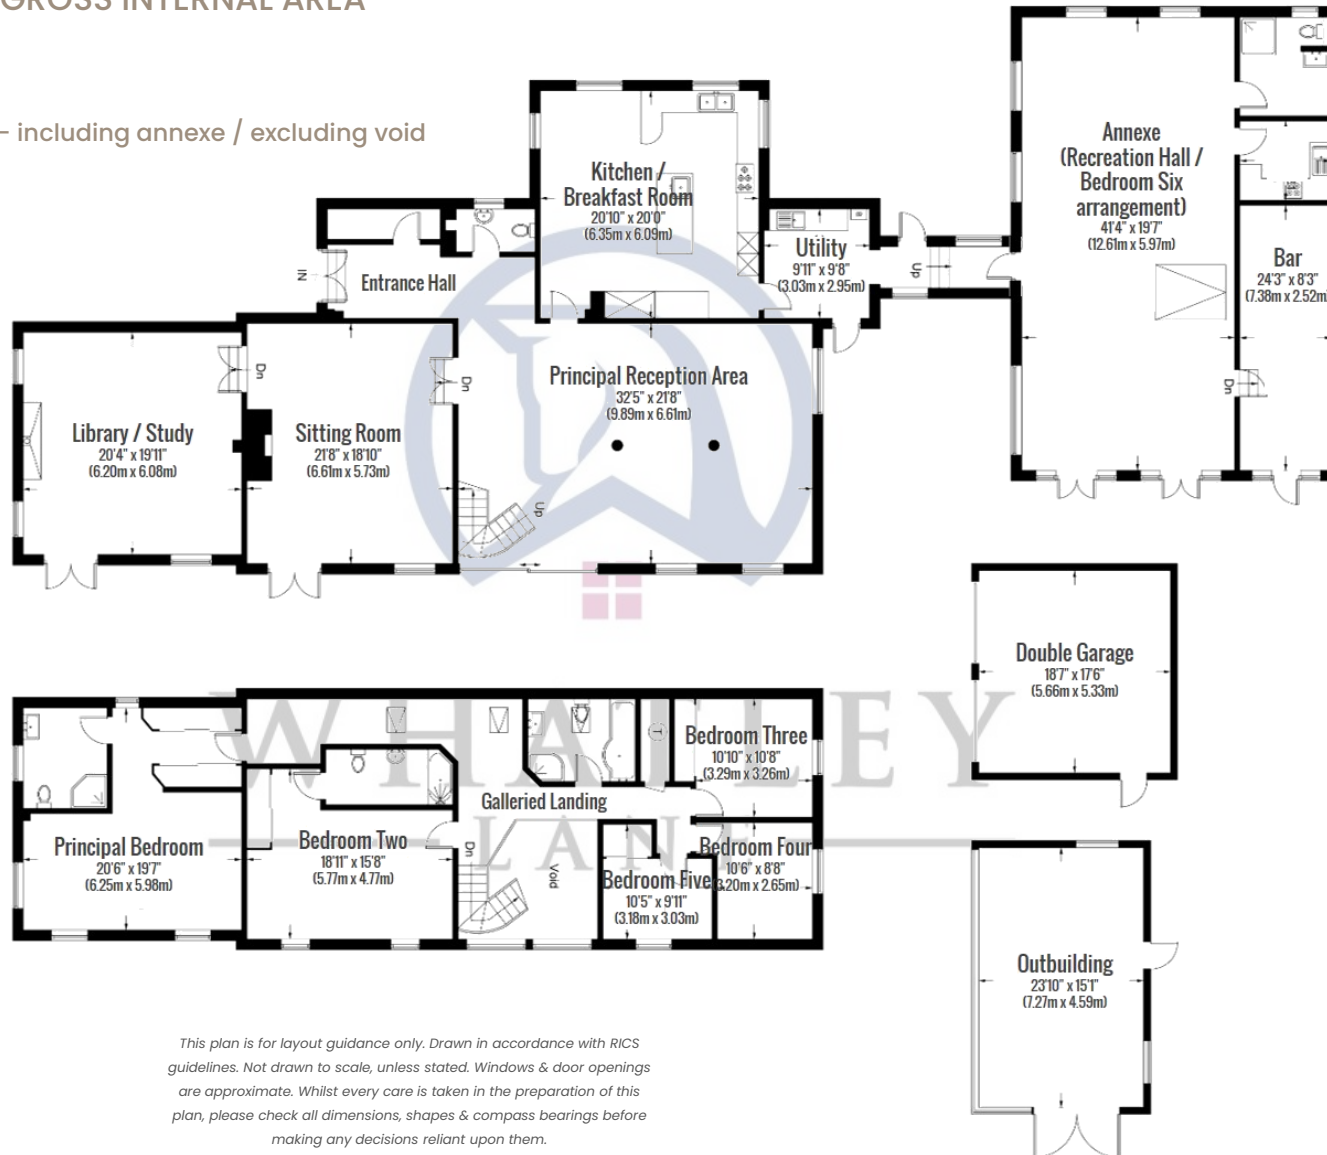 GROSS INTERNAL AREA
– including annexe / excluding void
Kitchen /
Breakfast Room
20'10" x 20'0"
(6.35m x 6.09m)
Utility
9'11" x 9'8"
(3.03m x 2.95m)
Up
Annexe
(Recreation Hall /
Bedroom Six
arrangement)
41'4" x 19'7"
(12.61m x 5.97m)
Bar
24'3" x 8'3"
(7.38m x 2.52m)
Dn
IN
Entrance Hall
Library / Study
20'4" x 19'11"
(6.20m x 6.08m)
Dn
Sitting Room
21'8" x 18'10"
(6.61m x 5.73m)
Dn
Principal Reception Area
32'5" x 21'8"
(9.89m x 6.61m)
Up
Double Garage
18'7" x 17'6"
(5.66m x 5.33m)
WHATLEY
LANE
Principal Bedroom
20'6" x 19'7"
(6.25m x 5.98m)
Bedroom Two
18'11" x 15'8"
(5.77m x 4.77m)
Galleried Landing
Dn
Void
T
Bedroom Three
10'10" x 10'8"
(3.29m x 3.26m)
Bedroom Four
10'6" x 8'8"
(3.20m x 2.65m)
Bedroom Five
10'5" x 9'11"
(3.18m x 3.03m)
Outbuilding
23'10" x 15'1"
(7.27m x 4.59m)
This plan is for layout guidance only. Drawn in accordance with RICS
guidelines. Not drawn to scale, unless stated. Windows & door openings
are approximate. Whilst every care is taken in the preparation of this
plan, please check all dimensions, shapes & compass bearings before
making any decisions reliant upon them.